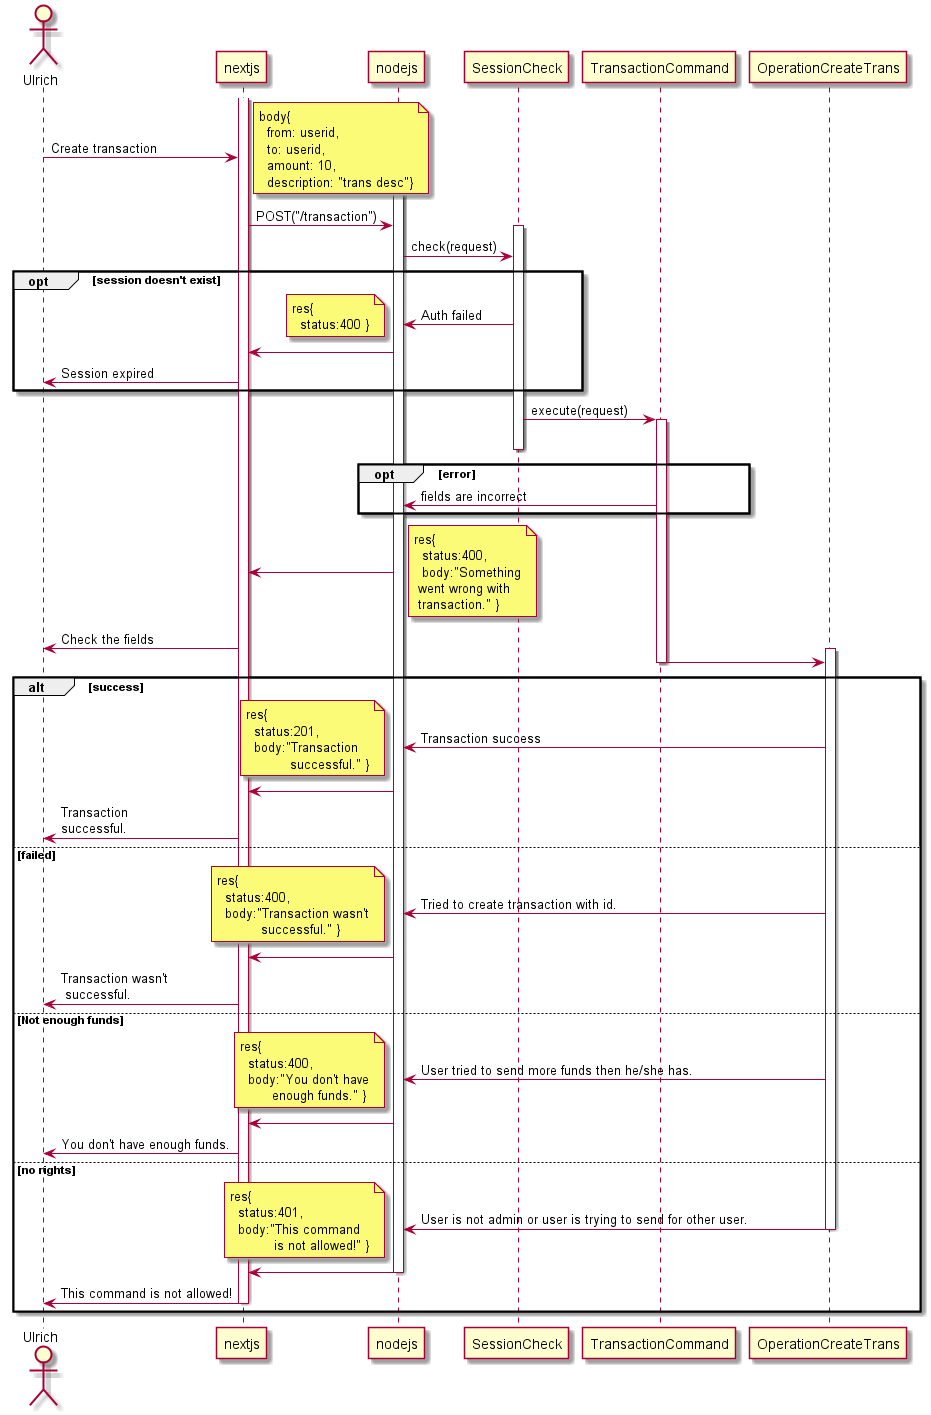 Ulrich
nextjs
nodejs
SessionCheck
TransactionCommand
OperationCreateTrans
body{
from: userid,
to: userid,
amount: 10,
description: "trans desc"}
Create transaction
POST("/transaction")
check(request)
opt
[session doesn't exist]
res{
status:400 }
Auth failed
Session expired
execute(request)
opt
[error]
fields are incorrect
res{
status:400,
body:"Something
went wrong with
transaction." }
Check the fields
alt
[success]
res{
status:201,
body:"Transaction
successful." }
Transaction success
Transaction
successful.
[failed]
res{
status:400,
body:"Transaction wasn't
successful." }
Tried to create transaction with id.
Transaction wasn't
successful.
[Not enough funds]
res{
status:400,
body:"You don't have
enough funds." }
User tried to send more funds then he/she has.
You don't have enough funds.
[no rights]
res{
status:401,
body:"This command
is not allowed!" }
User is not admin or user is trying to send for other user.
This command is not allowed!
Ulrich
nextjs
nodejs
SessionCheck
TransactionCommand
OperationCreateTrans